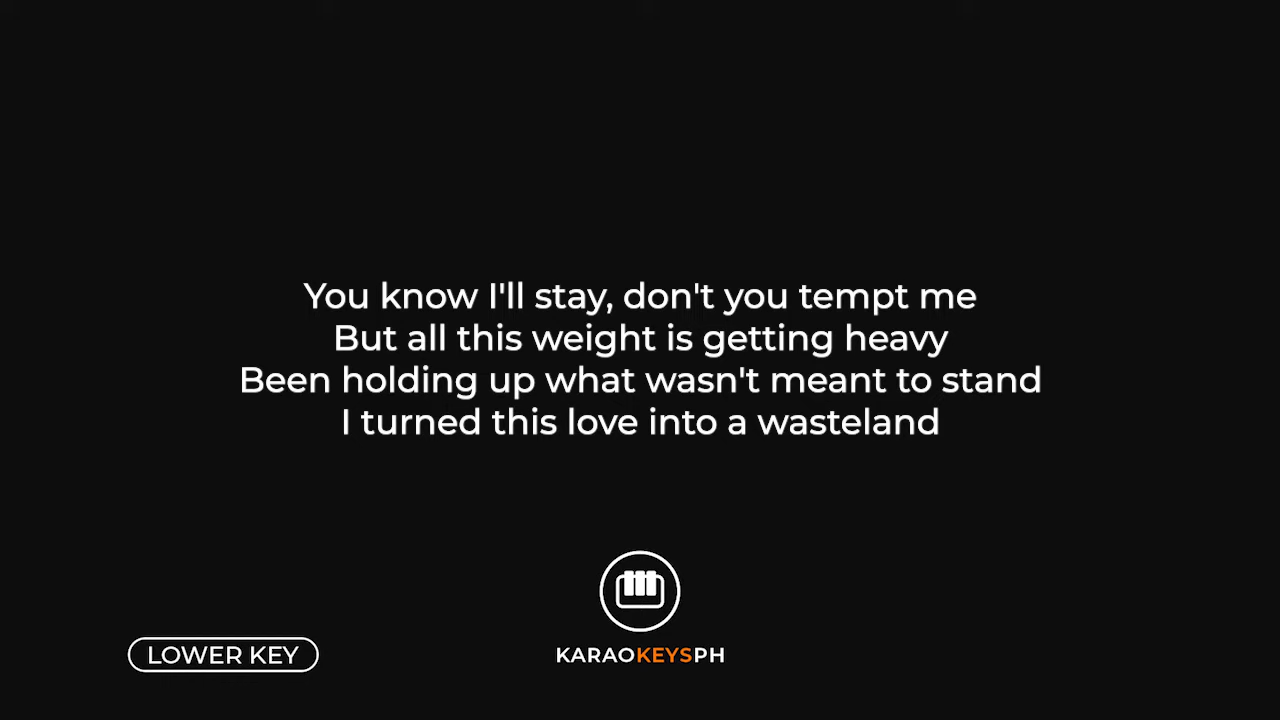 You know I'll stay, don't you tempt me
But all this weight is getting heavy
Been holding up what wasn't meant to stand
I turned this love into a wasteland
LOWER KEY
KARAOKEYSPH